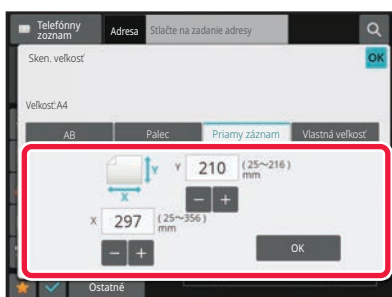 Telefónny zoznam
Adresa
Stlačte na zadanie adresy
Sken. veľkosť
OK
Veľkosť:A4
AB
Palec
Priamy záznam
Vlastná veľkosť
Y
X
Y 210 (25~216) mm
− +
X 297 (25~356) mm
− +
OK
Ostatné